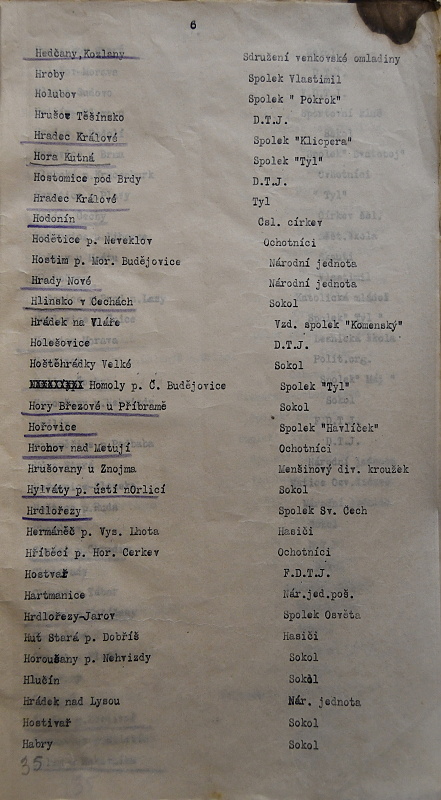 6
Hedčany,Kozlany Sdružení venkovské omladiny
Hroby Spolek Vlastimil
Holubov Spolek " Pokrok"
Hrušov Těšínsko D.T.J.
Hradec Králové Spolek "Klicpera"
Hora Kutná Spolek "Tyl"
Hostomice pod Brdy D.T.J.
Hradec Králové Tyl
Hodonín Čsl. církev
Hodětice p. Neveklov Ochotníci
Hostim p. Mor. Budějovice Národní jednota
Hrady Nové Národní jednota
Hlinsko v Čechách Sokol
Hrádek na Vláře Vzd. spolek "Komenský"
Holešovice D.T.J.
Hoštěhrádky Velké Sokol
Homoly p. Č. Budějovice Spolek "Tyl"
Hory Březové u Příbramě Sokol
Hořovice Spolek "Havlíček"
Hrohov nad Metují Ochotníci
Hrušovany u Znojma Menšinový div. kroužek
Hylváty p. ústí nOrlicí Sokol
Hrdlořezy Spolek Sv. Čech
Hermáněč p. Vys. Lhota Hasiči
Hříběcí p. Hor. Cerkev Ochotníci
Hostvař F.D.T.J.
Hartmanice Nár.jed.poš.
Hrdlořezy-Jarov Spolek Osvěta
Huť Stará p. Dobříš Hasiči
Horoušany p. Nehvizdy Sokol
Hlučín Sokol
Hrádek nad Lysou Nár. jednota
Hostivař Sokol
Habry Sokol
35